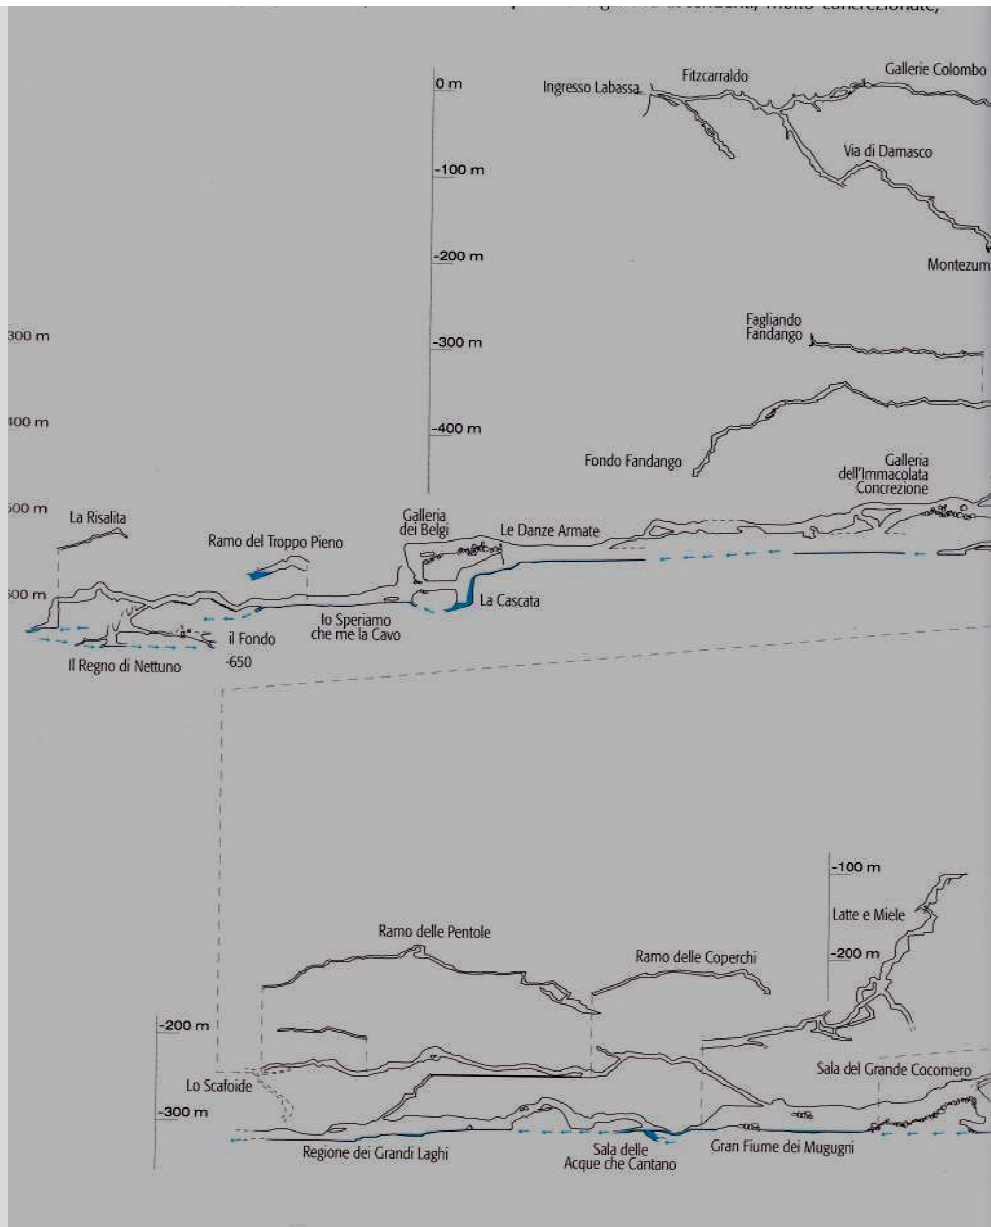 molto concrezionate,
0 m
Ingresso Labassa
Fitzcarraldo
Gallerie Colombo
-100 m
Via di Damasco
-200 m
Montezum
Fagliando
Fandango
300 m
-300 m
400 m
-400 m
Fondo Fandango
Galleria
dell'Immacolata
Concrezione
500 m
La Risalita
Galleria
dei Belgi
Le Danze Armate
Ramo del Troppo Pieno
600 m
La Cascata
Io Speriamo
che me la Cavo
il Fondo
-650
Il Regno di Nettuno
-100 m
Latte e Miele
Ramo delle Pentole
Ramo delle Coperchi
-200 m
-200 m
Sala del Grande Cocomero
Lo Scafoide
-300 m
Regione dei Grandi Laghi
Sala delle
Acque che Cantano
Gran Fiume dei Mugugni